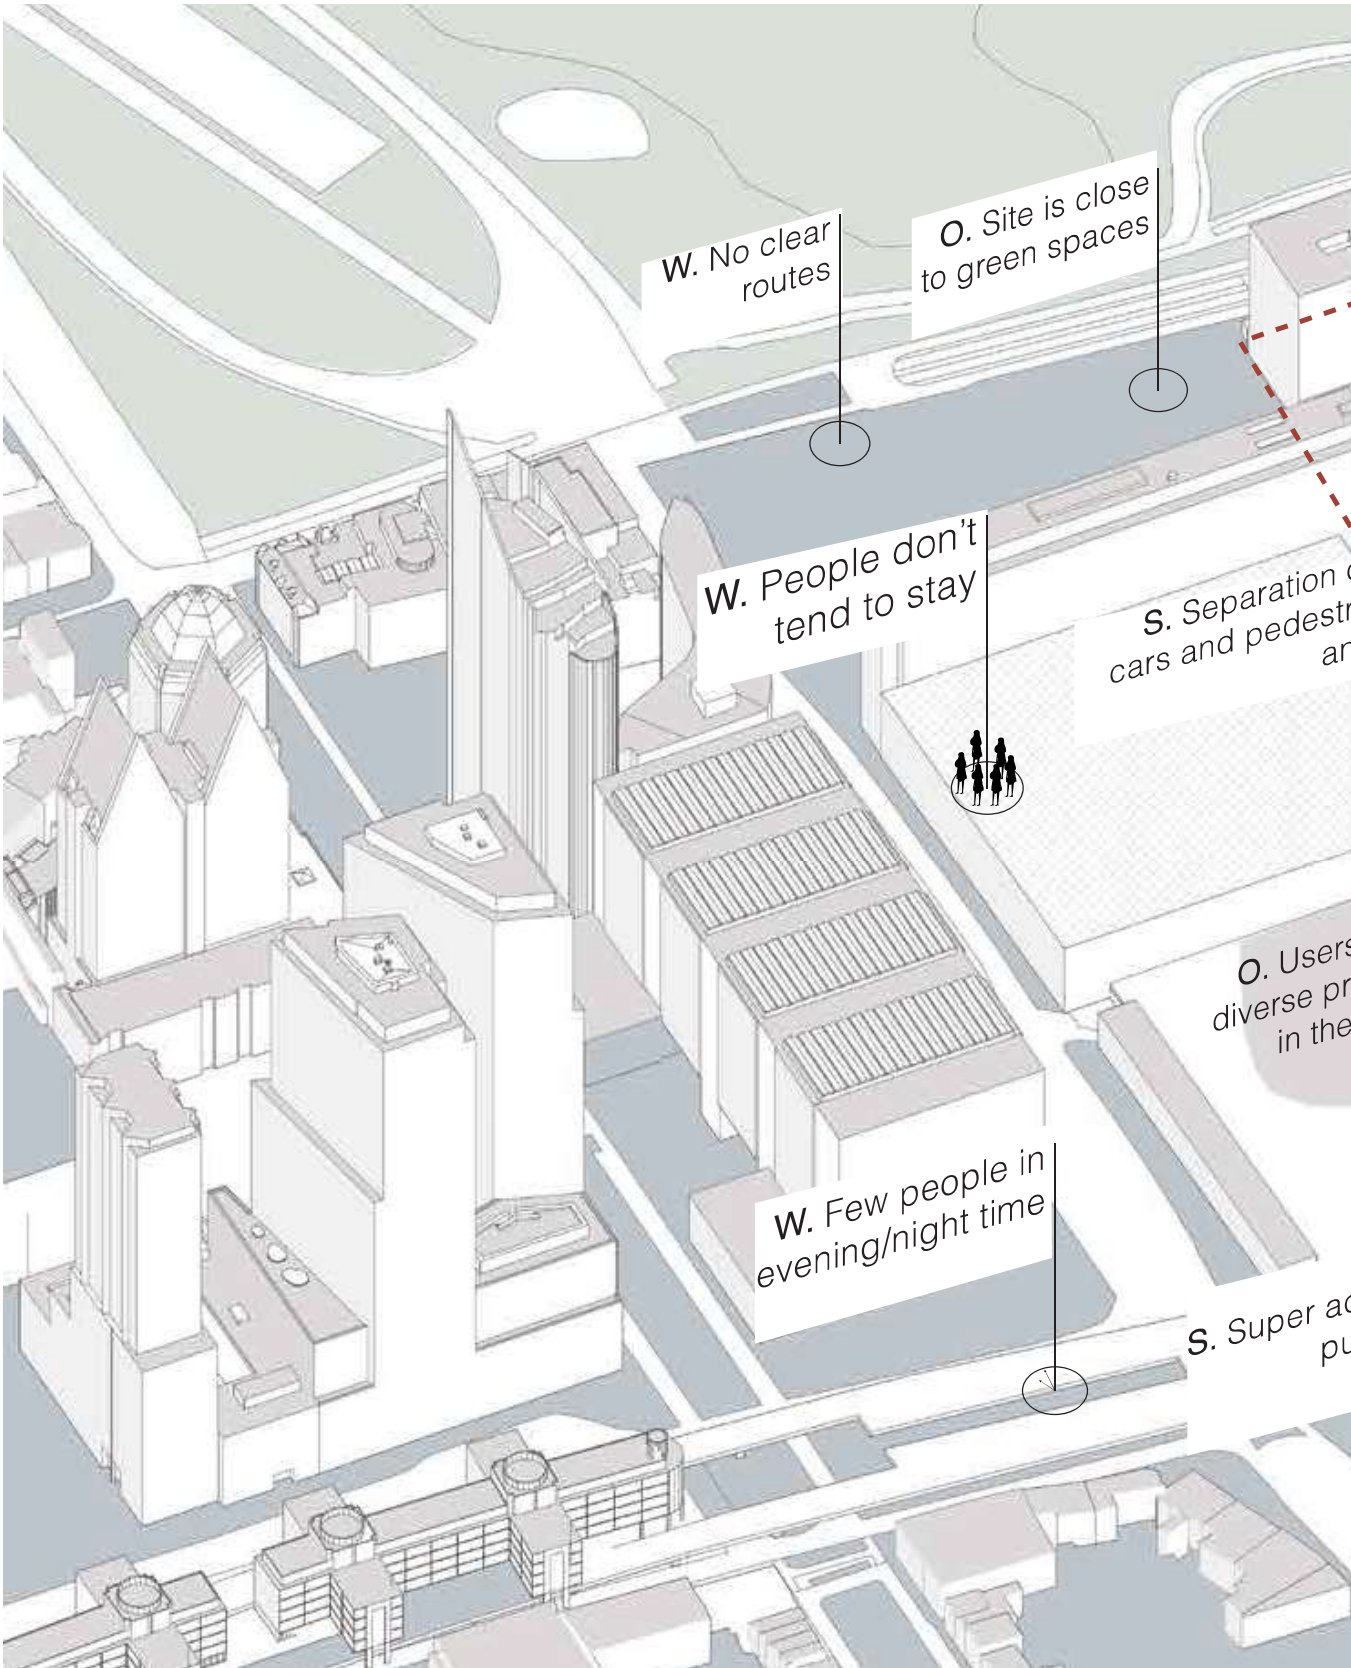 W. No clear
routes
O. Site is close
to green spaces
W. People don't
tend to stay
S. Separation
cars and
O. Users
diverse
in the
W. Few people in
evening/night time
S. Super